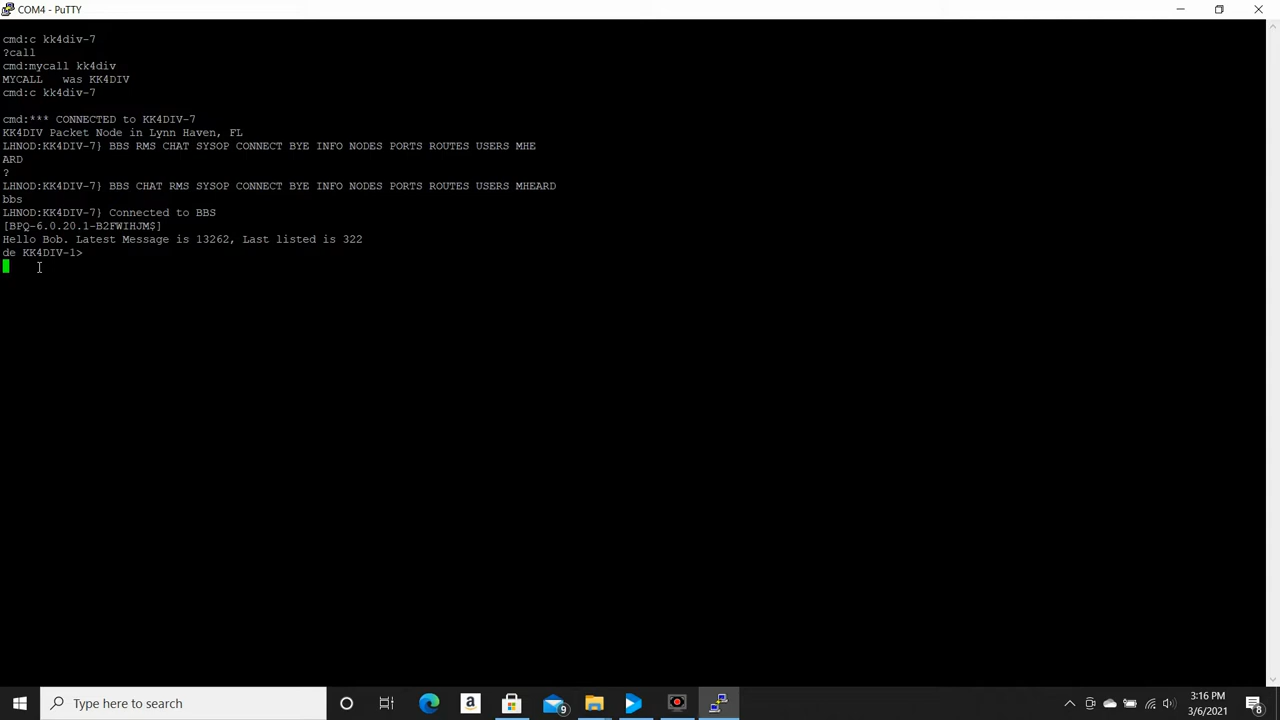 COM4 - PuTTY
cmd:c kk4div-7
?call
cmd:mycall kk4div
MYCALL   was KK4DIV
cmd:c kk4div-7
cmd:*** CONNECTED to KK4DIV-7
KK4DIV Packet Node in Lynn Haven, FL
LHNOD:KK4DIV-7} BBS RMS CHAT SYSOP CONNECT BYE INFO NODES PORTS ROUTES USERS MHE
ARD
?
LHNOD:KK4DIV-7} BBS CHAT RMS SYSOP CONNECT BYE INFO NODES PORTS ROUTES USERS MHEARD
bbs
LHNOD:KK4DIV-7} Connected to BBS
[BPQ-6.0.20.1-B2FWIHJM$]
Hello Bob. Latest Message is 13262, Last listed is 322
de KK4DIV-1>
Type here to search
9
3:16 PM
3/6/2021
8